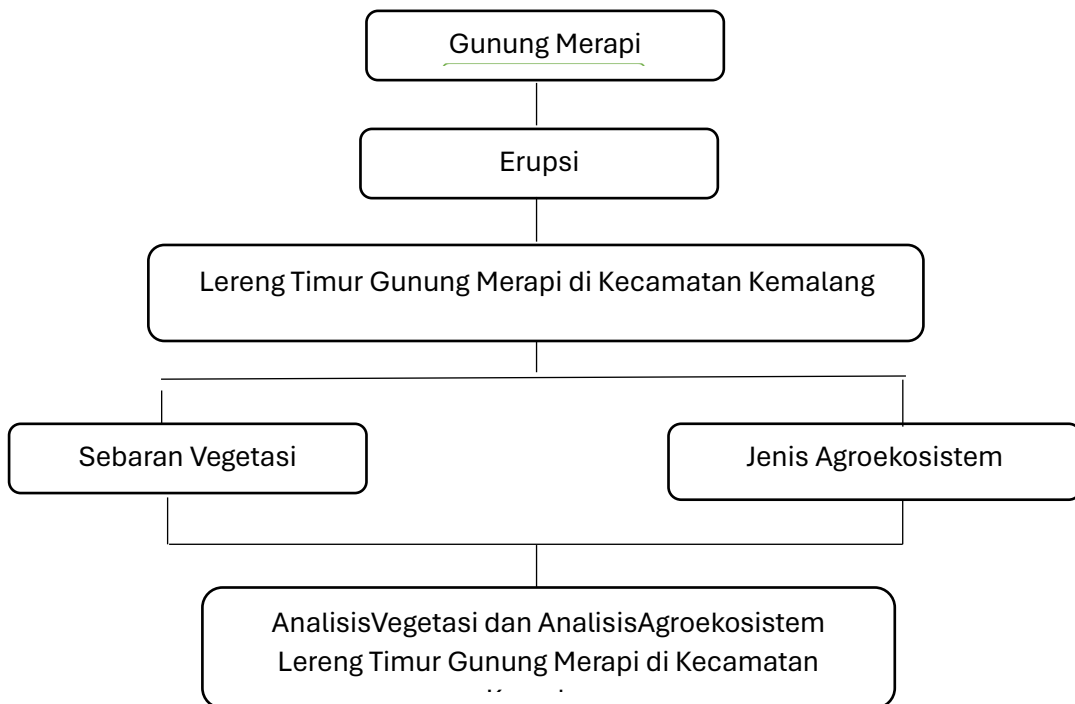 Gunung Merapi
Erupsi
Lereng Timur Gunung Merapi di Kecamatan Kemalang
Sebaran Vegetasi
Jenis Agroekosistem
AnalisisVegetasi dan AnalisisAgroekosistem
Lereng Timur Gunung Merapi di Kecamatan